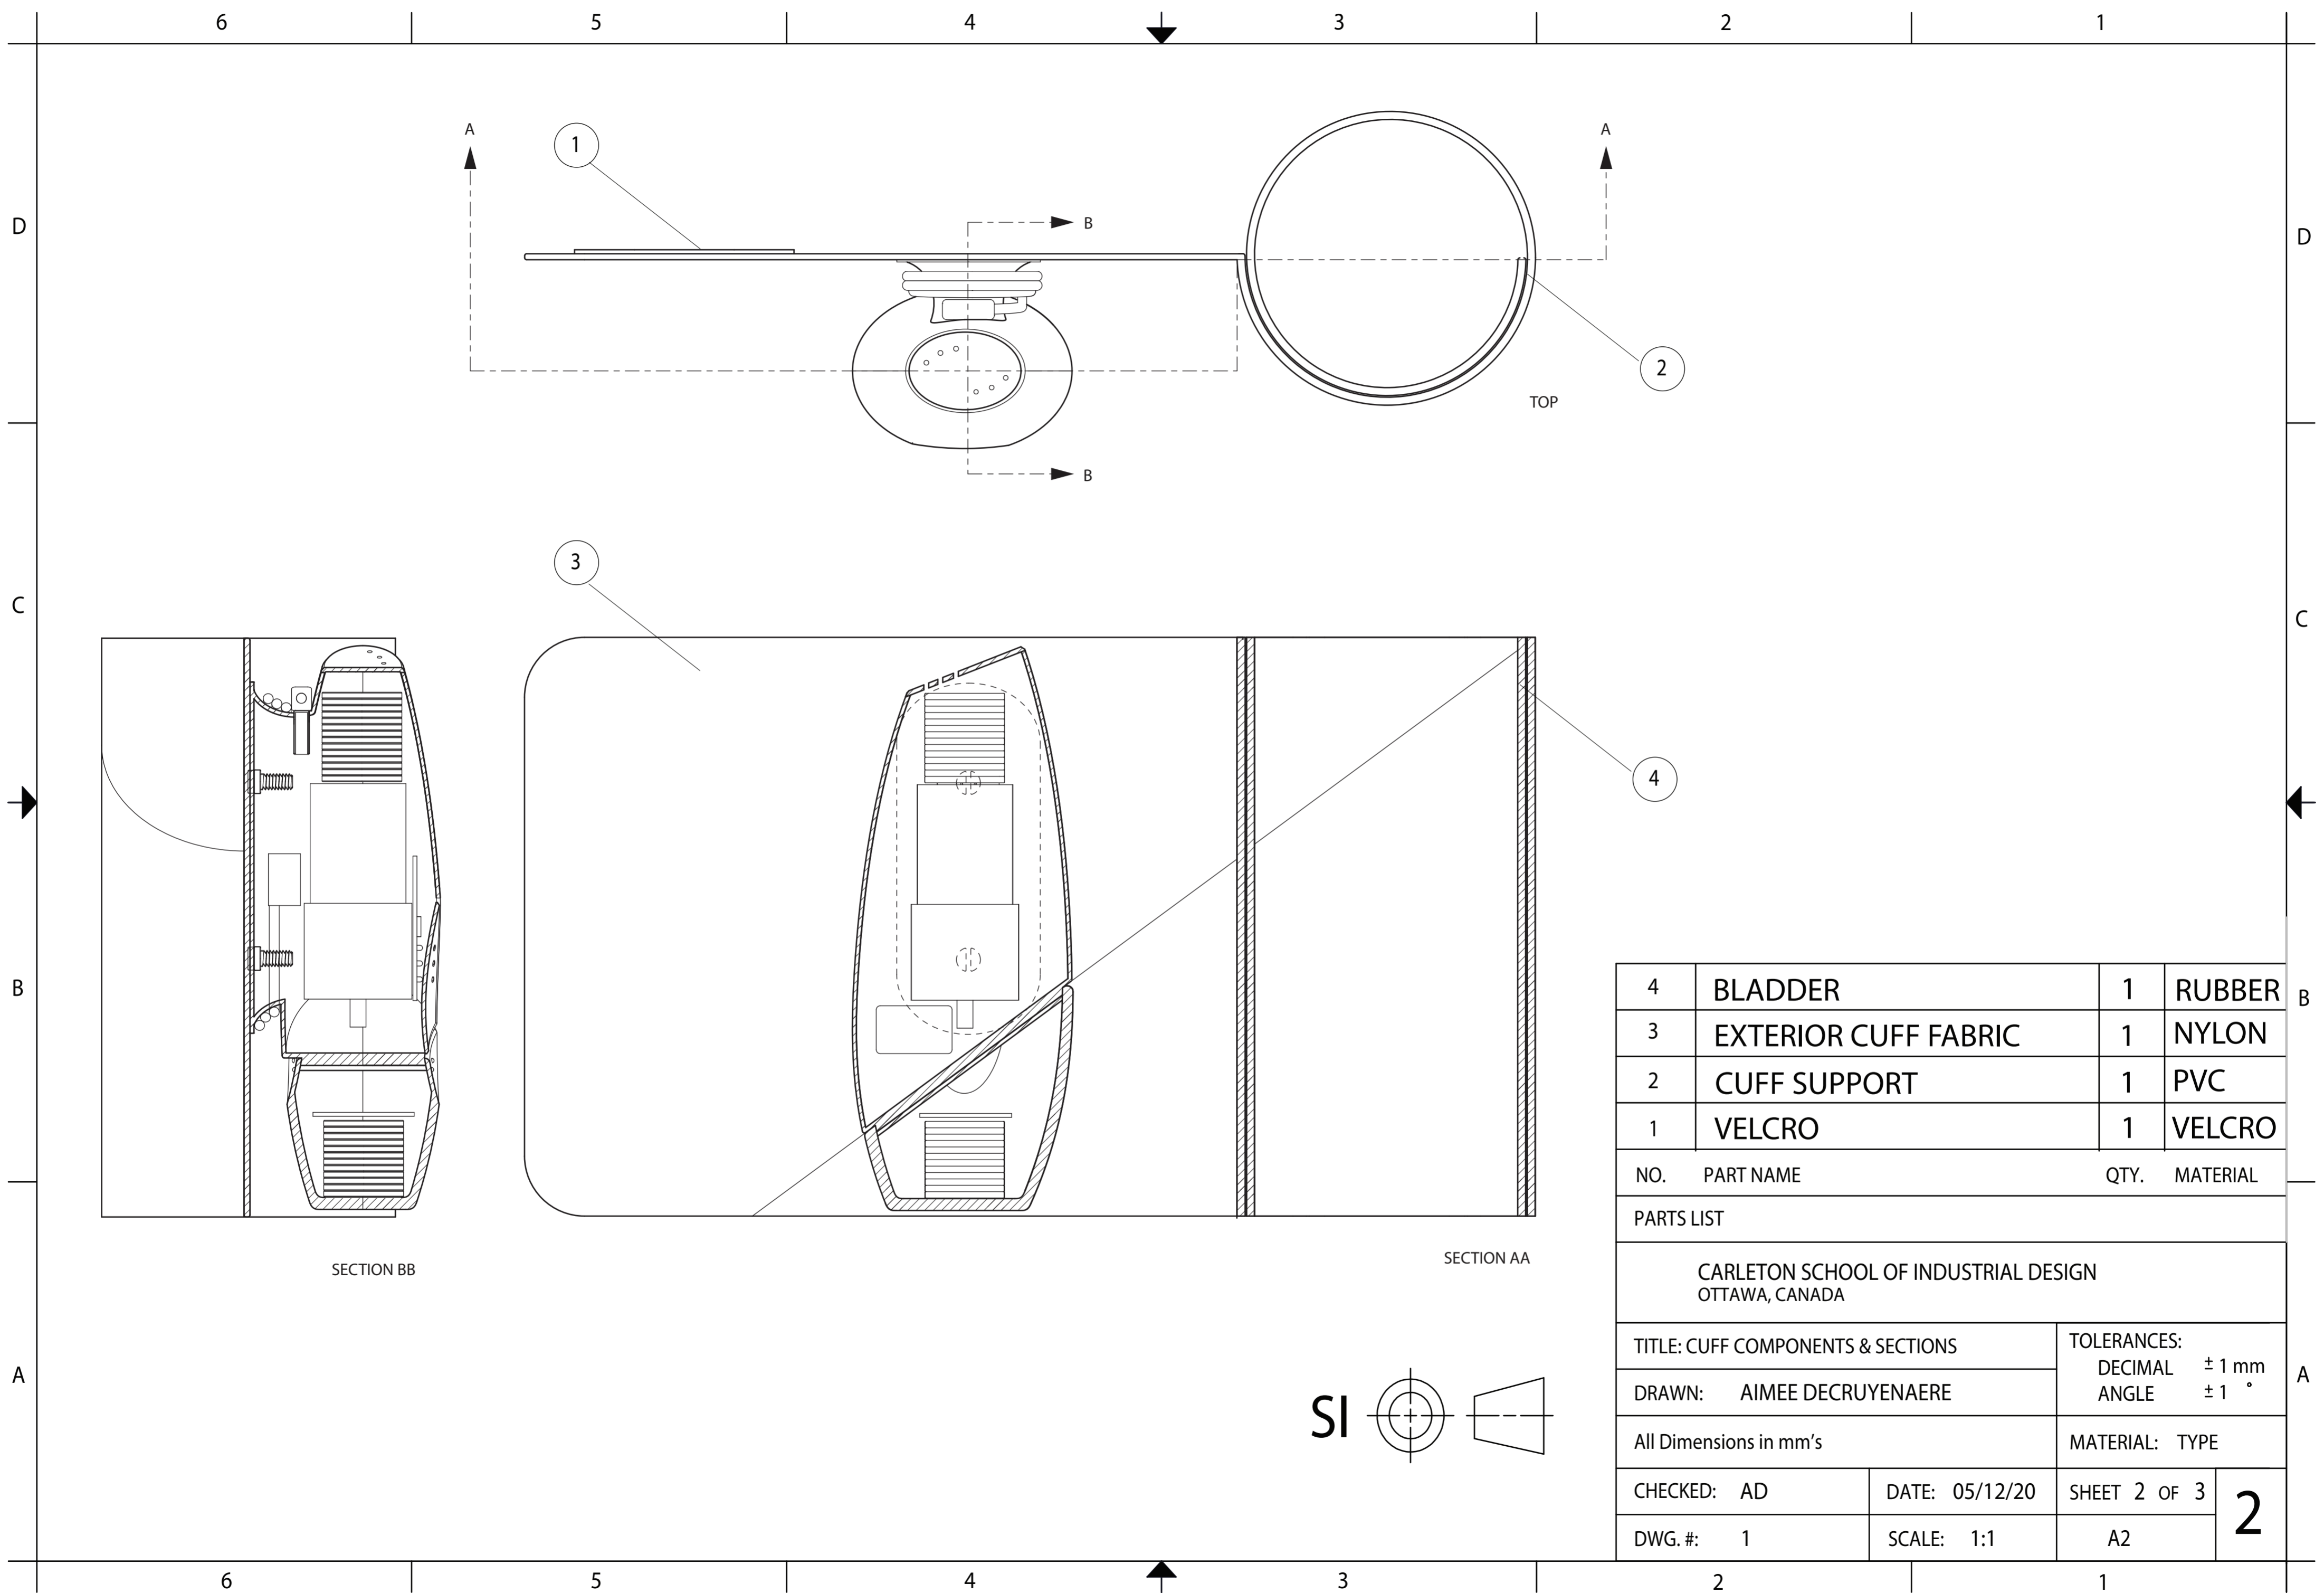 6 5 4 3 2 1
A A
1
D B D
2
TOP
B
3
C C
4
B B
4 BLADDER 1 RUBBER
3 EXTERIOR CUFF FABRIC 1 NYLON
2 CUFF SUPPORT 1 PVC
1 VELCRO 1 VELCRO
NO. PART NAME QTY. MATERIAL
PARTS LIST
SECTION BB
SECTION AA
CARLETON SCHOOL OF INDUSTRIAL DESIGN
OTTAWA, CANADA
TITLE: CUFF COMPONENTS & SECTIONS
TOLERANCES:
DECIMAL ± 1 mm
ANGLE ± 1 °
A A
DRAWN: AIMEE DECRUYENAERE
SI
All Dimensions in mm's
MATERIAL: TYPE
CHECKED: AD DATE: 05/12/20 SHEET 2 OF 3
2
DWG. #: 1 SCALE: 1:1 A2
6 5 4 3 2 1